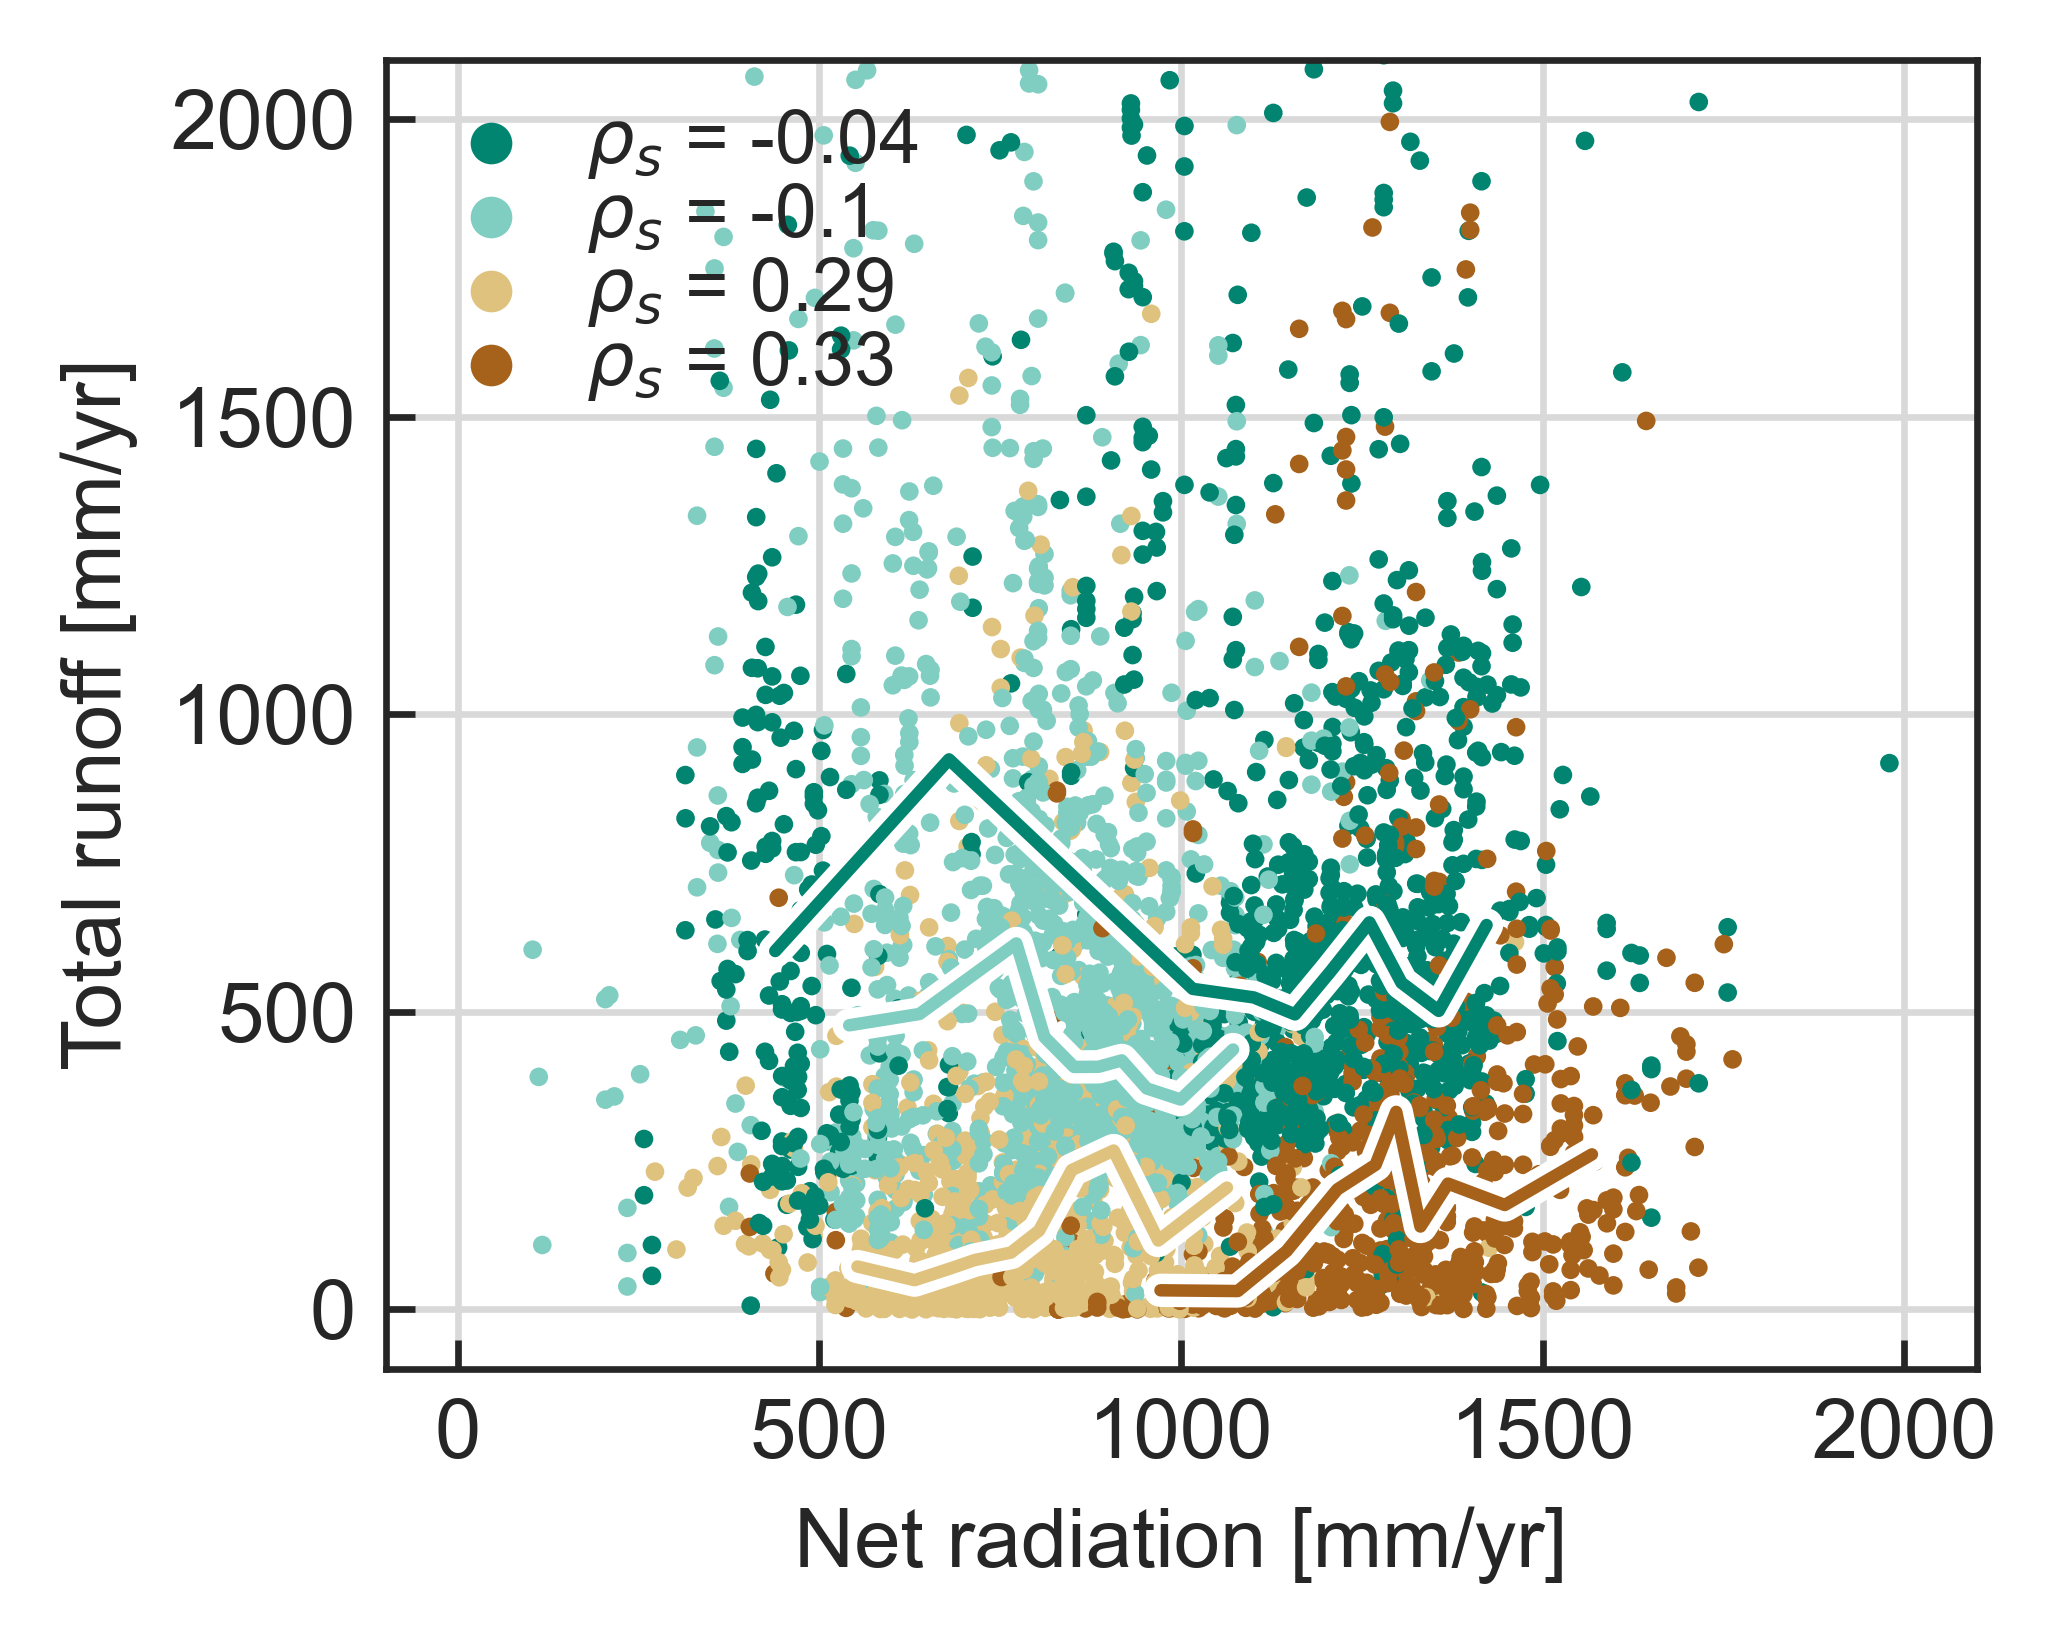 2000
1500
1000
500
0
Total runoff [mm/yr]
ρs = -0.04
ρs = -0.1
ρs = 0.29
ρs = 0.33
0 500 1000 1500 2000
Net radiation [mm/yr]